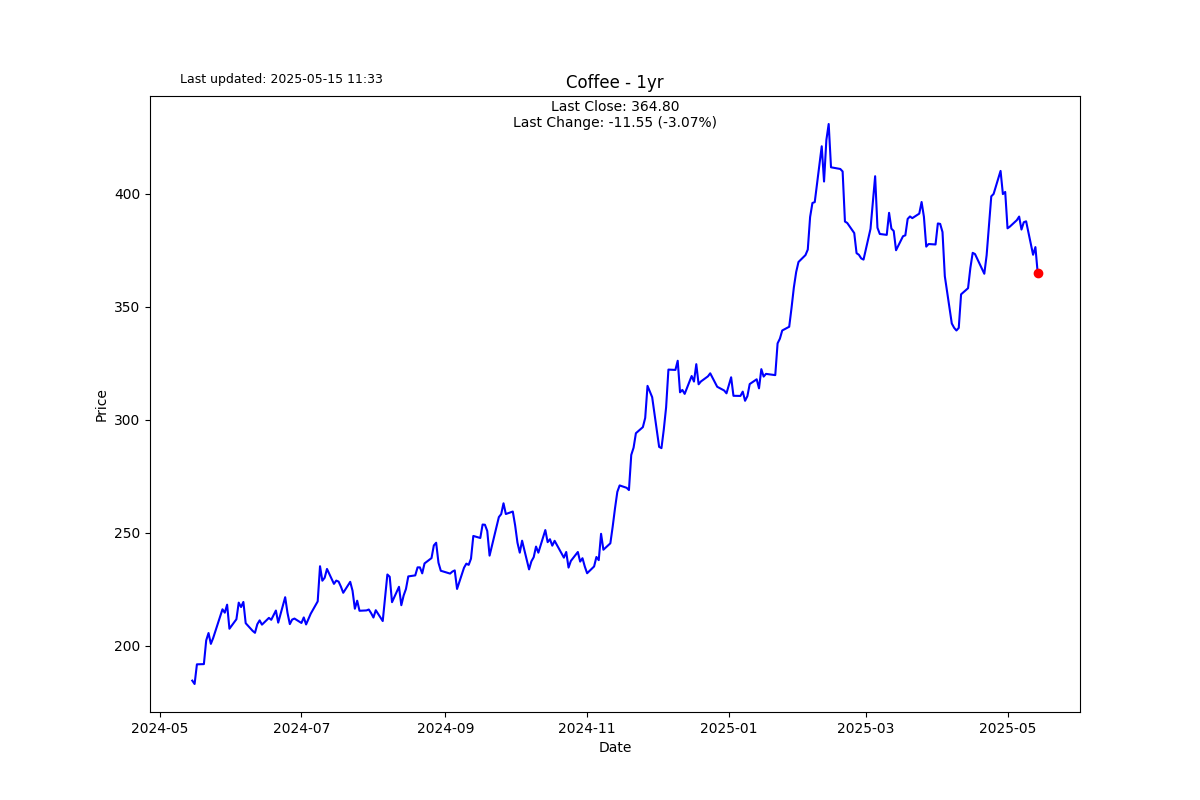 Last updated: 2025-05-15 11:33
Coffee - 1yr
Last Close: 364.80
Last Change: -11.55 (-3.07%)
400
350
300
250
200
Price
2024-05
2024-07
2024-09
2024-11
2025-01
2025-03
2025-05
Date